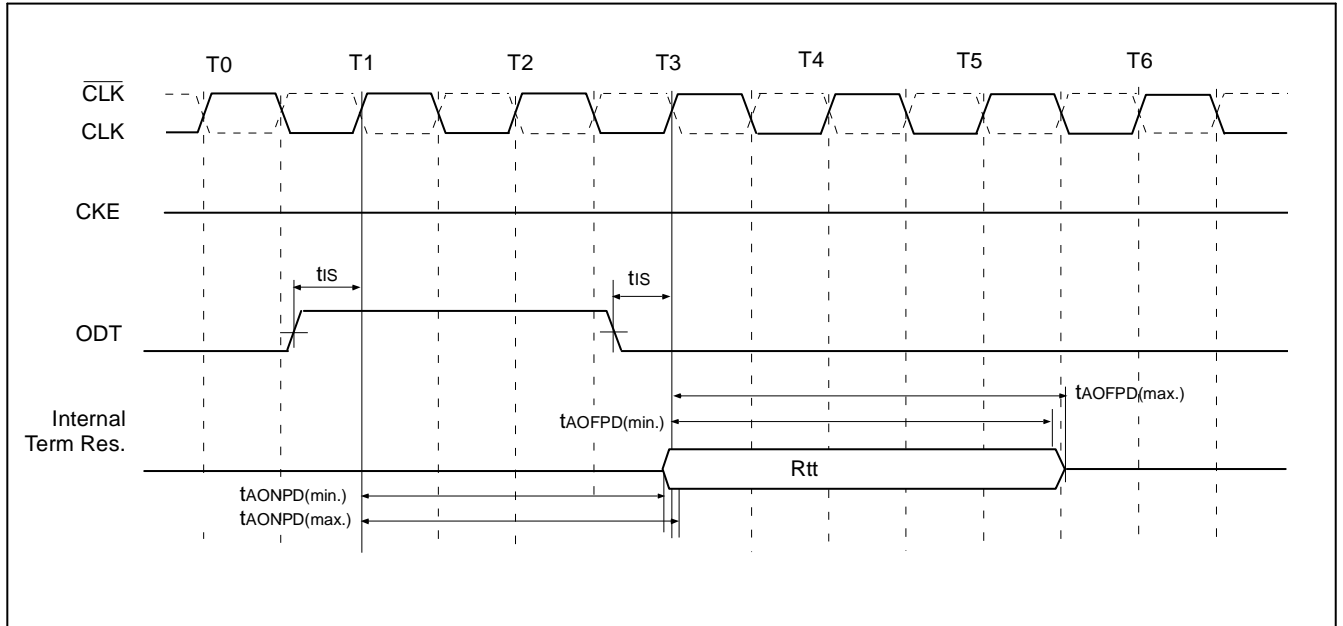 T0 T1 T2 T3 T4 T5 T6
CLK
CLK
CKE
tIS tIS
ODT
tAOFPD(max.)
tAOFPD(min.)
Internal
Term Res.
Rtt
tAONPD(min.)
tAONPD(max.)